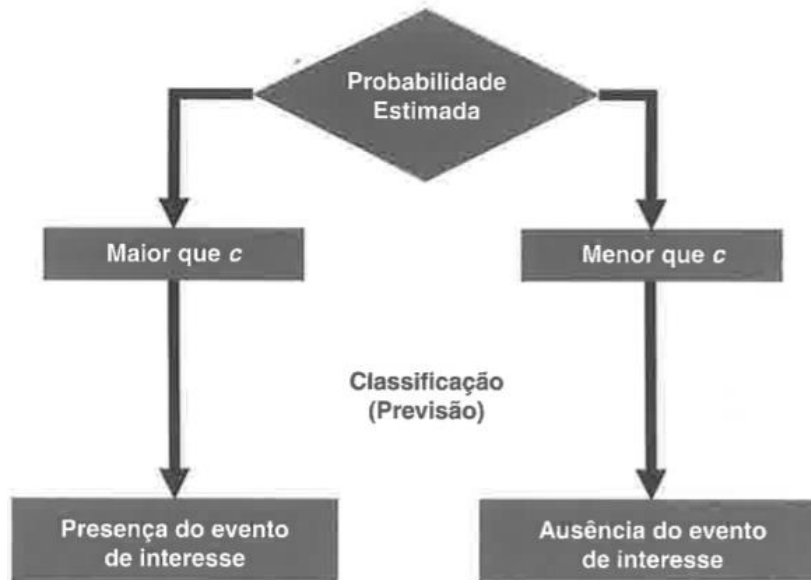 Probabilidade
Estimada
Maior que c
Menor que c
Classificação
(Previsão)
Presença do evento
de interesse
Ausência do evento
de interesse